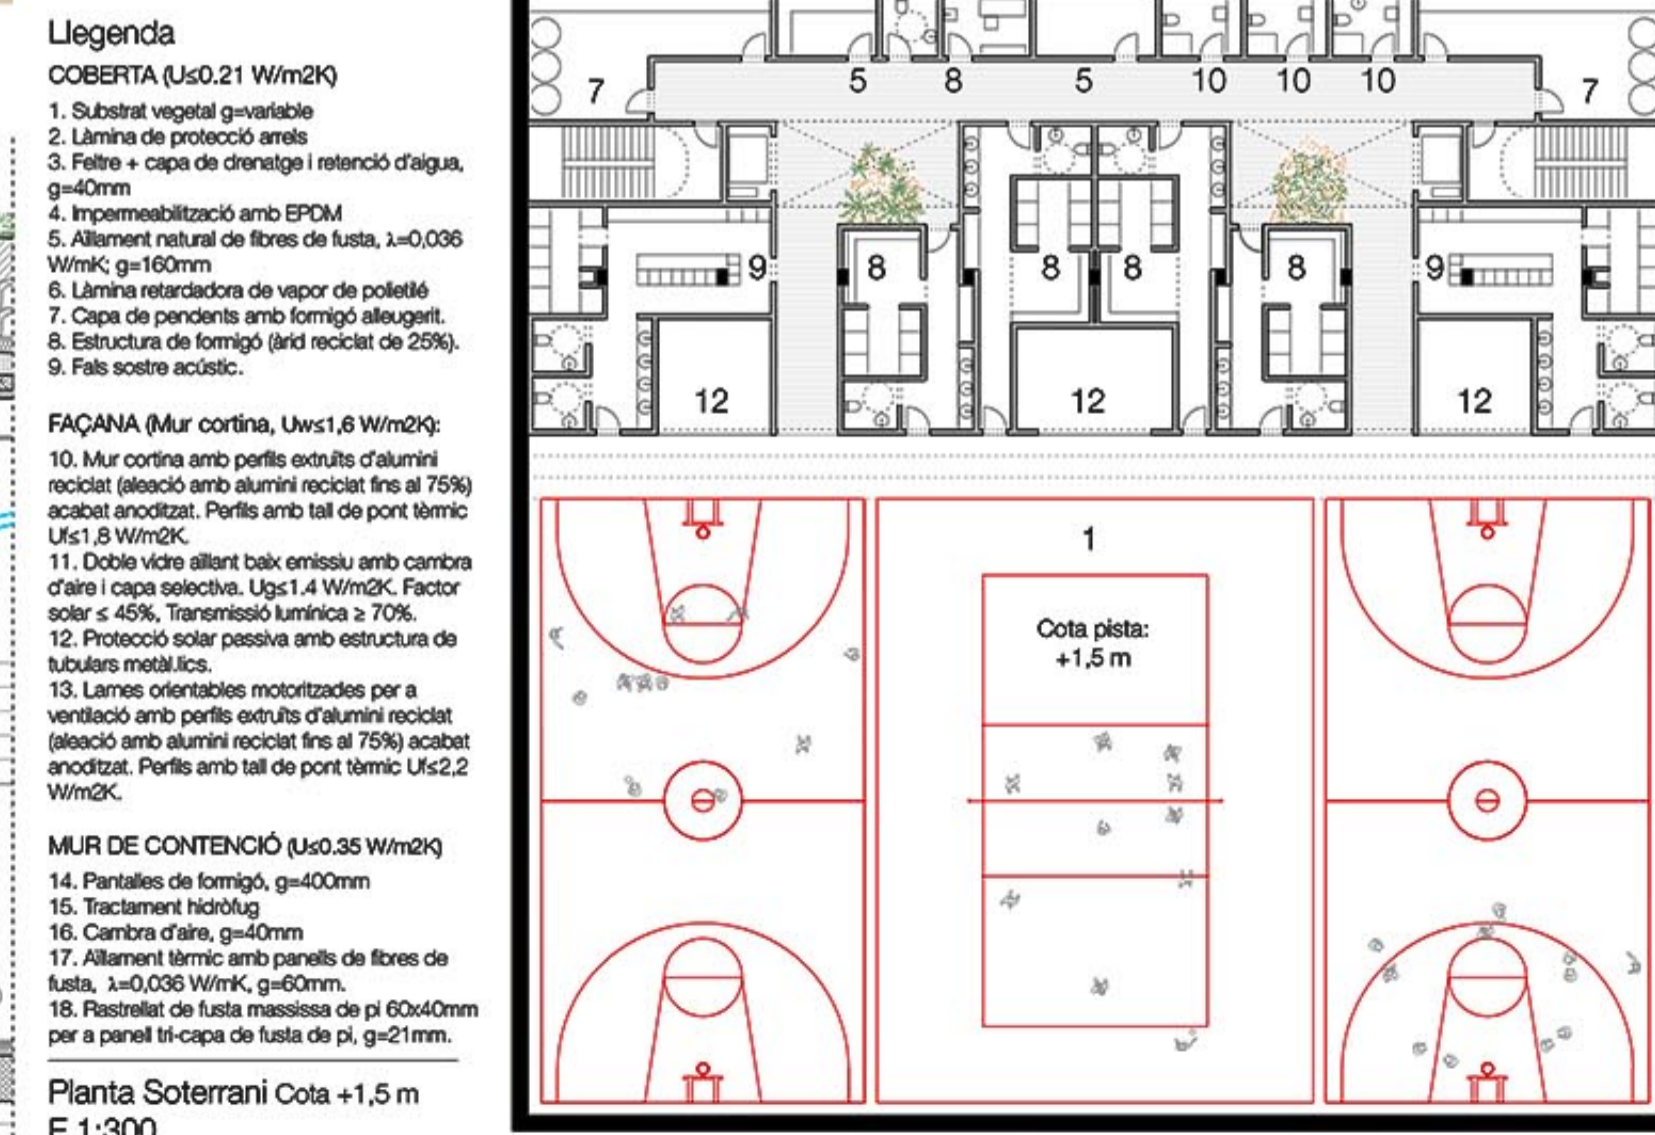 Llegenda
COBERTA (U≤0.21 W/m2K)
1. Substrat vegetal g=variable
2. Làmina de protecció arrels
3. Feltre + capa de drenatge i retenció d'aigua,
g=40mm
4. Impermeabilització amb EPDM
5. Aïllament natural de fibres de fusta, λ=0,036
W/mK; g=160mm
6. Làmina retardadora de vapor de polietilé
7. Capa de pendents amb formigó alleugerit.
8. Estructura de formigó (àrid reciclat de 25%).
9. Fals sostre acústic.
FAÇANA (Mur cortina, Uw≤1,6 W/m2K):
10. Mur cortina amb perfils extruïts d'alumini
reciclat (aleació amb alumini reciclat fins al 75%)
acabat anoditzat. Perfils amb tall de pont tèrmic
Uf≤1,8 W/m2K.
11. Doble vidre aïllant baix emissiu amb cambra
d'aire i capa selectiva. Ug≤1.4 W/m2K. Factor
solar ≤ 45%, Transmissió lumínica ≥ 70%.
12. Protecció solar passiva amb estructura de
tubulars metàl.lics.
13. Lames orientables motoritzades per a
ventilació amb perfils extruïts d'alumini reciclat
(aleació amb alumini reciclat fins al 75%) acabat
anoditzat. Perfils amb tall de pont tèrmic Uf≤2,2
W/m2K.
MUR DE CONTENCIÓ (U≤0.35 W/m2K)
14. Pantalles de formigó, g=400mm
15. Tractament hidròfug
16. Cambra d'aire, g=40mm
17. Aïllament tèrmic amb panells de fibres de
fusta, λ=0,036 W/mK, g=60mm.
18. Rastrellat de fusta massissa de pi 60x40mm
per a panell tri-capa de fusta de pi, g=21mm.
Planta Soterrani Cota +1,5 m
E 1:300
7 5 8 5 10 10 10 7
9 8 8 8 8 9
12 12 12
1
Cota pista:
+1,5 m